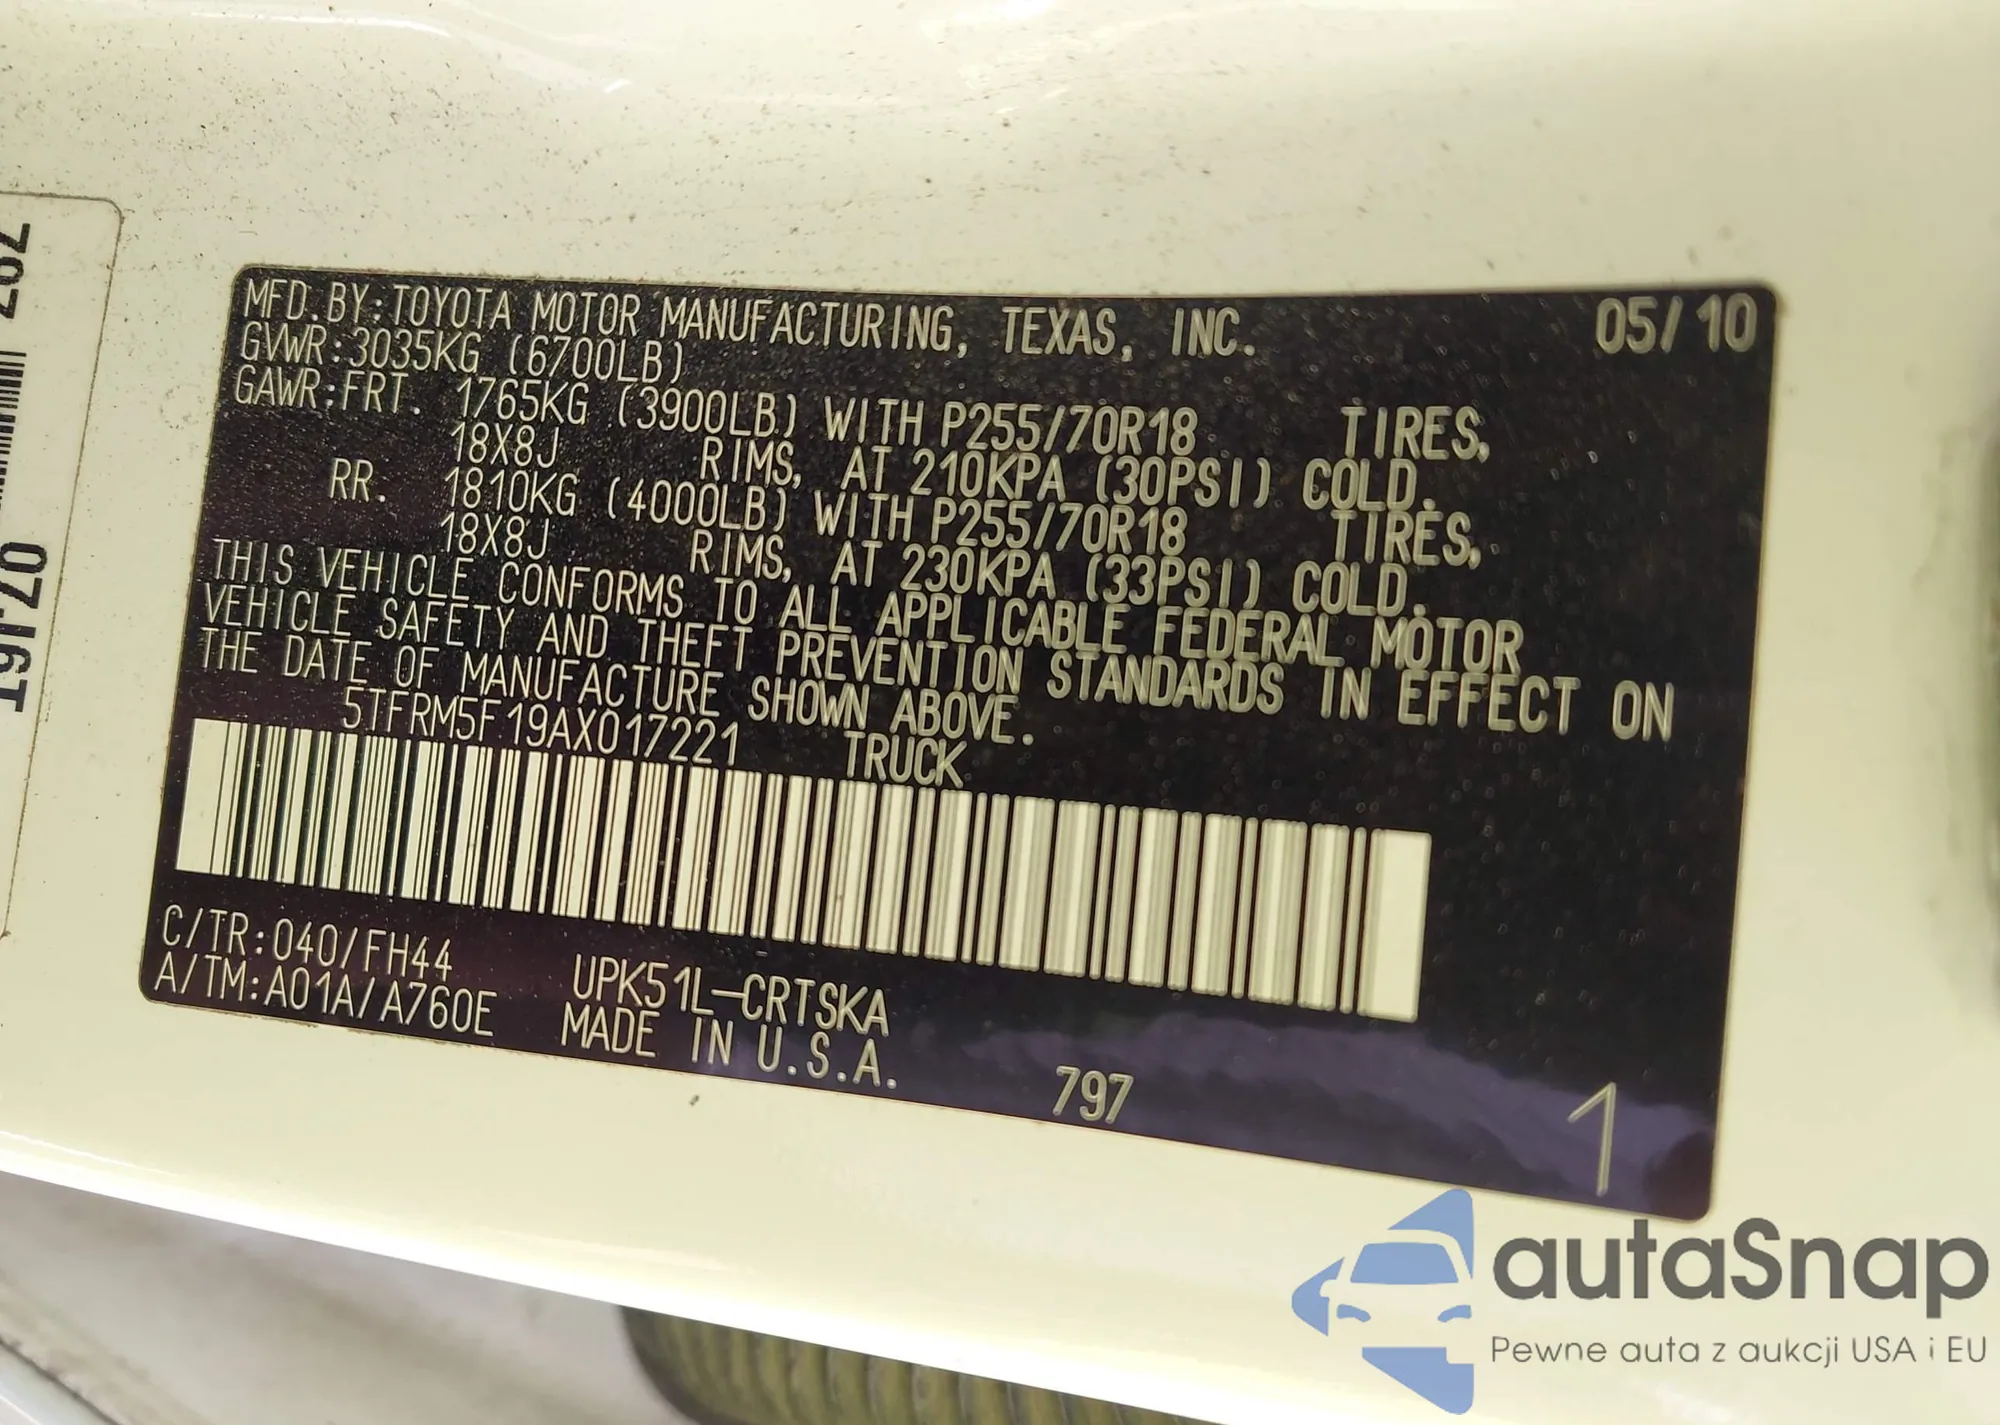 MFD.BY:TOYOTA MOTOR MANUFACTURING, TEXAS, INC. 05/10
GVWR:3035KG (6700LB)
GAWR:FRT. 1765KG (3900LB) WITH P255/70R18 TIRES,
18X8J RIMS, AT 210KPA (30PSI) COLD.
RR. 1810KG (4000LB) WITH P255/70R18 TIRES,
18X8J RIMS, AT 230KPA (33PSI) COLD.
THIS VEHICLE CONFORMS TO ALL APPLICABLE FEDERAL MOTOR
VEHICLE SAFETY AND THEFT PREVENTION STANDARDS IN EFFECT ON
THE DATE OF MANUFACTURE SHOWN ABOVE.
5TFRM5F19AX017221 TRUCK
C/TR:040/FH44
A/TM:A01A/A760E
UPK51L-CRTSKA
MADE IN U.S.A.
797
1
autaSnap
Pewne auta z aukcji USA i EU